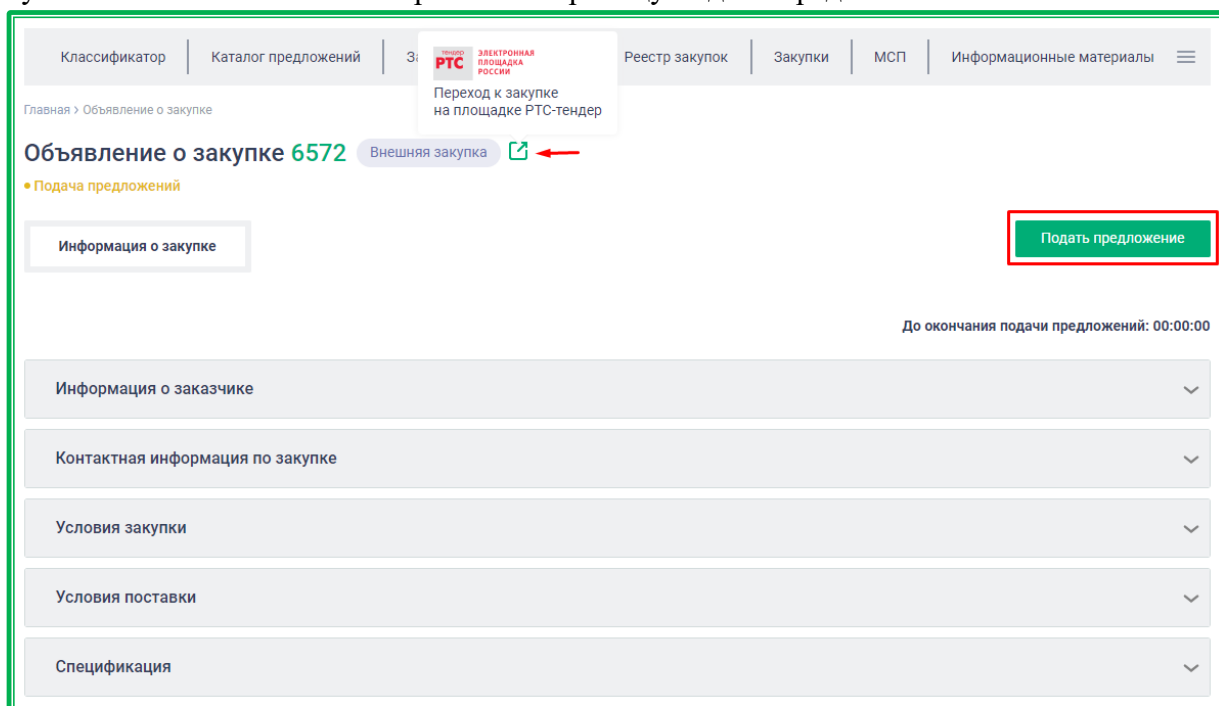 Классификатор Каталог предложений Реестр закупок Закупки МСП Информационные материалы
тендер
РТС ЭЛЕКТРОННАЯ
ПЛОЩАДКА
РОССИИ
Переход к закупке
на площадке РТС-тендер
Главная > Объявление о закупке
Объявление о закупке 6572 Внешняя закупка
• Подача предложений
Информация о закупке
Подать предложение
До окончания подачи предложений: 00:00:00
Информация о заказчике
Контактная информация по закупке
Условия закупки
Условия поставки
Спецификация